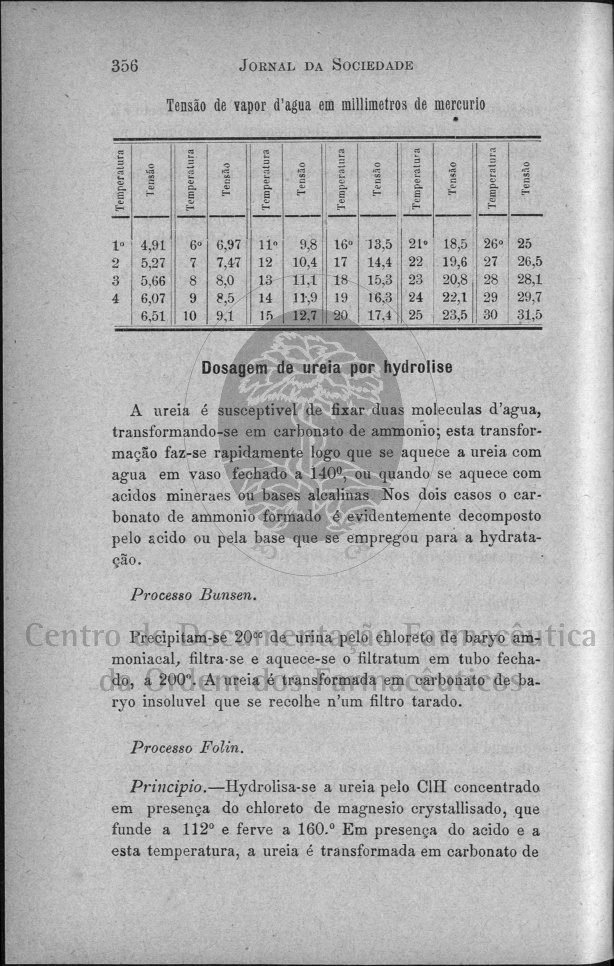 356 JORNAL DA SOCIEDADE
Tensão de vapor d'agua em millimetros de mercurio
Temperatura Tensão Temperatura Tensão Temperatura Tensão Temperatura Tensão Temperatura Tensão Temperatura Tensão
1º 4,91 6º 6,97 11º 9,8 16º 13,5 21º 18,5 26º 25
2 5,27 7 7,47 12 10,4 17 14,4 22 19,6 27 26,5
3 5,66 8 8,0 13 11,1 18 15,3 23 20,8 28 28,1
4 6,07 9 8,5 14 11,9 19 16,3 24 22,1 29 29,7
6,51 10 9,1 15 12,7 20 17,4 25 23,5 30 31,5
Dosagem de ureia por hydrolise
A ureia é susceptivel de fixar duas moleculas d'agua,
transformando-se em carbonato de ammonio; esta transfor-
mação faz-se rapidamente logo que se aquece a ureia com
agua em vaso fechado a 140º, ou quando se aquece com
acidos mineraes ou bases alcalinas Nos dois casos o car-
bonato de ammonio formado é evidentemente decomposto
pelo acido ou pela base que se empregou para a hydrata-
ção.
Processo Bunsen.
Precipitam-se 20cc de urina pelo chloreto de baryo am-
moniacal, filtra-se e aquece-se o filtratum em tubo fecha-
do, a 200º. A ureia é transformada em carbonato de ba-
ryo insoluvel que se recolhe n'um filtro tarado.
Centro de Documentação Farmacêutica
da Ordem dos Farmacêuticos
Processo Folin.
Principio.—Hydrolisa-se a ureia pelo ClH concentrado
em presença do chloreto de magnesio crystallisado, que
funde a 112º e ferve a 160.º Em presença do acido e a
esta temperatura, a ureia é transformada em carbonato de